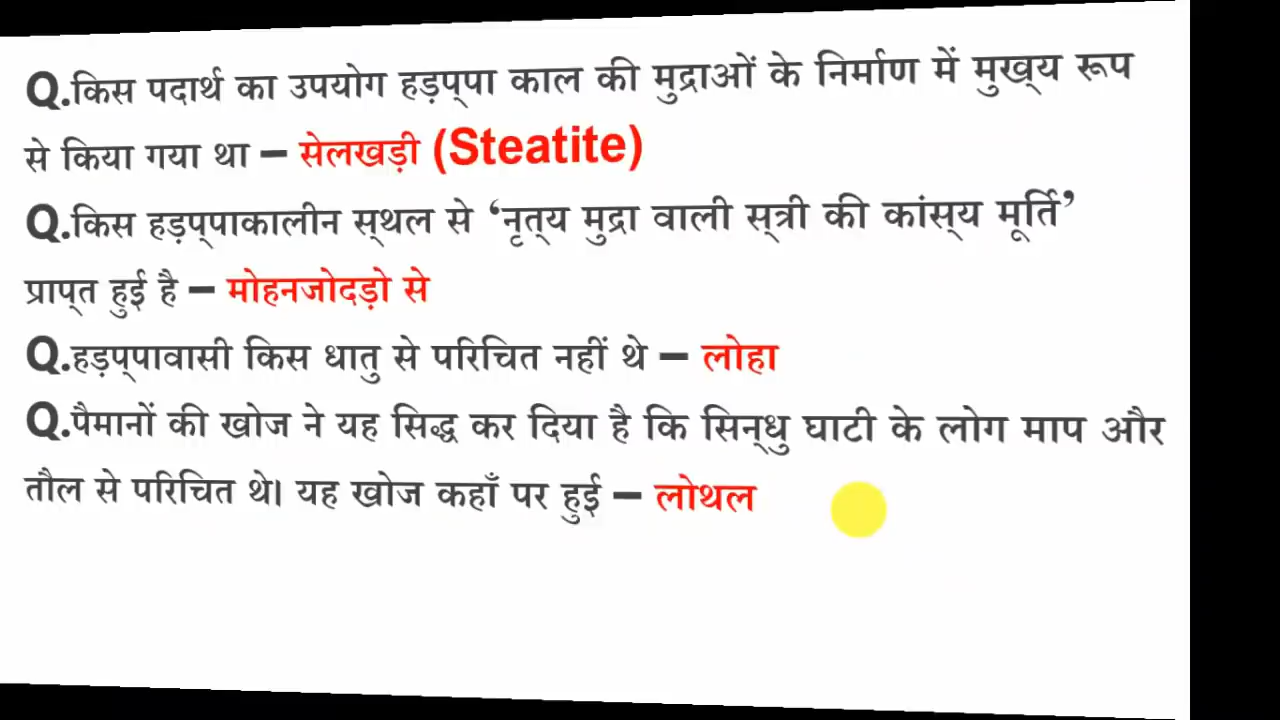 Q.किस पदार्थ का उपयोग हड़प्पा काल की मुद्राओं के निर्माण में मुख्य रूप
से किया गया था – सेलखड़ी (Steatite)
Q.किस हड़प्पाकालीन स्थल से ‘नृत्य मुद्रा वाली स्त्री की कांस्य मूर्ति’
प्राप्त हुई है – मोहनजोदड़ो से
Q.हड़प्पावासी किस धातु से परिचित नहीं थे – लोहा
Q.पैमानों की खोज ने यह सिद्ध कर दिया है कि सिन्धु घाटी के लोग माप और
तौल से परिचित थे। यह खोज कहाँ पर हुई – लोथल